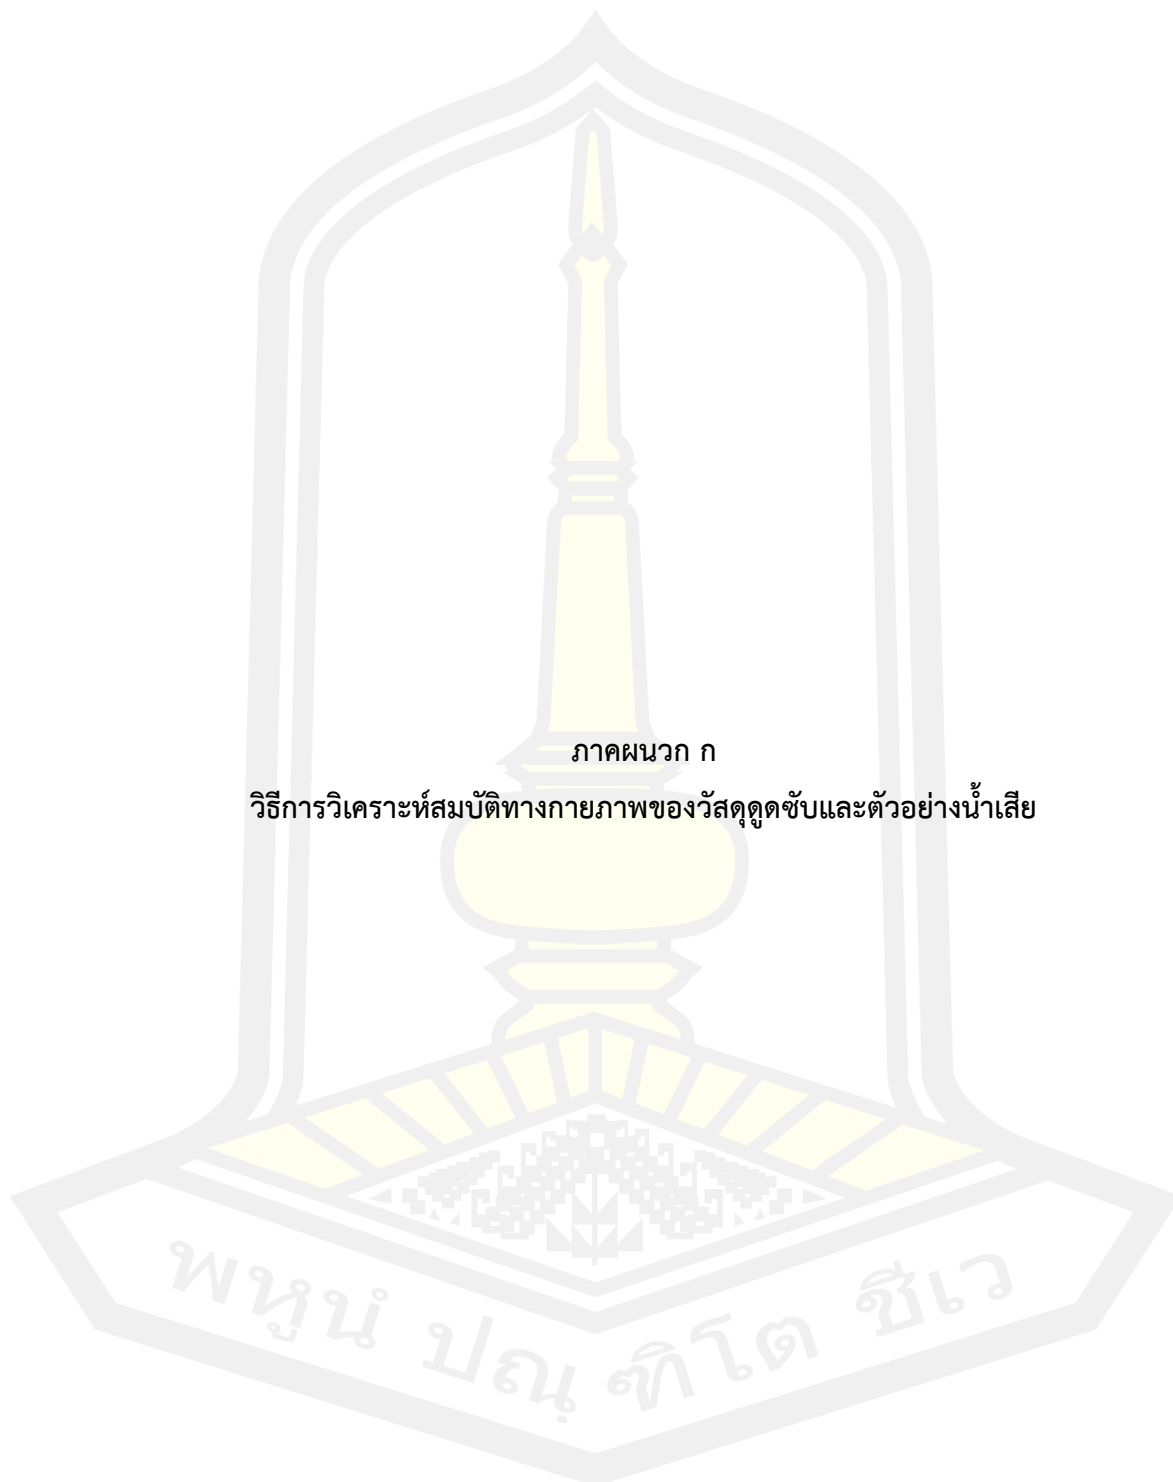 ภาคผนวก ก
วิธีการวิเคราะห์สมบัติทางกายภาพของวัสดุดูดซับและตัวอย่างน้ำเสีย
พหูนํ ปณฺฑิโต ชีเว